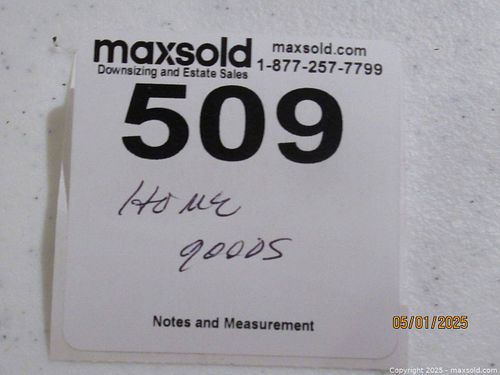 maxsold maxsold.com
Downsizing and Estate Sales 1-877-257-7799
509
Home
goods
Notes and Measurement
05/01/2025
Copyright 2025 - maxsold.com